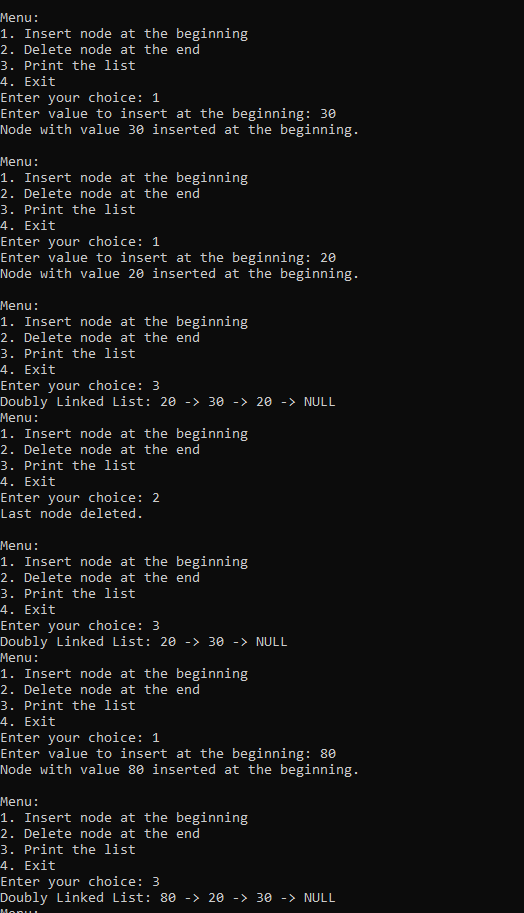 Menu:
1. Insert node at the beginning
2. Delete node at the end
3. Print the list
4. Exit
Enter your choice: 1
Enter value to insert at the beginning: 30
Node with value 30 inserted at the beginning.
Menu:
1. Insert node at the beginning
2. Delete node at the end
3. Print the list
4. Exit
Enter your choice: 1
Enter value to insert at the beginning: 20
Node with value 20 inserted at the beginning.
Menu:
1. Insert node at the beginning
2. Delete node at the end
3. Print the list
4. Exit
Enter your choice: 3
Doubly Linked List: 20 -> 30 -> 20 -> NULL
Menu:
1. Insert node at the beginning
2. Delete node at the end
3. Print the list
4. Exit
Enter your choice: 2
Last node deleted.
Menu:
1. Insert node at the beginning
2. Delete node at the end
3. Print the list
4. Exit
Enter your choice: 3
Doubly Linked List: 20 -> 30 -> NULL
Menu:
1. Insert node at the beginning
2. Delete node at the end
3. Print the list
4. Exit
Enter your choice: 1
Enter value to insert at the beginning: 80
Node with value 80 inserted at the beginning.
Menu:
1. Insert node at the beginning
2. Delete node at the end
3. Print the list
4. Exit
Enter your choice: 3
Doubly Linked List: 80 -> 20 -> 30 -> NULL
Menu: